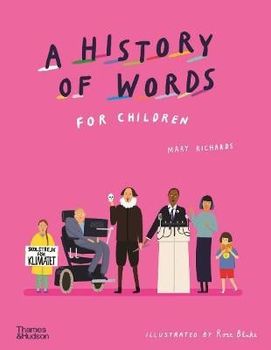 A HISTORY
OF WORDS
FOR CHILDREN
MARY RICHARDS
SKOLSTREJK
FÖR
KLIMATET
Thames
&Hudson
ILLUSTRATED BY Rose Blake